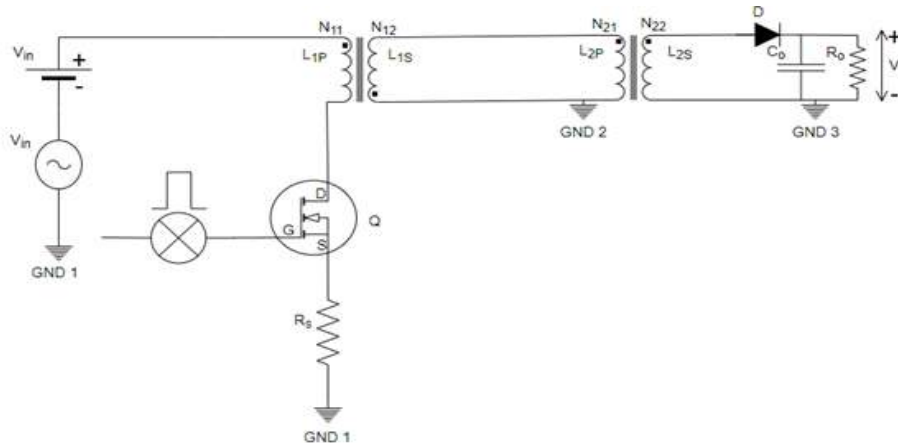 N11 N12 N21 N22 D
Vin + L1P L1S L2P L2S Co Ro + V
- -
GND 2 GND 3
Vin
D
G Q
S
GND 1
Rs
GND 1